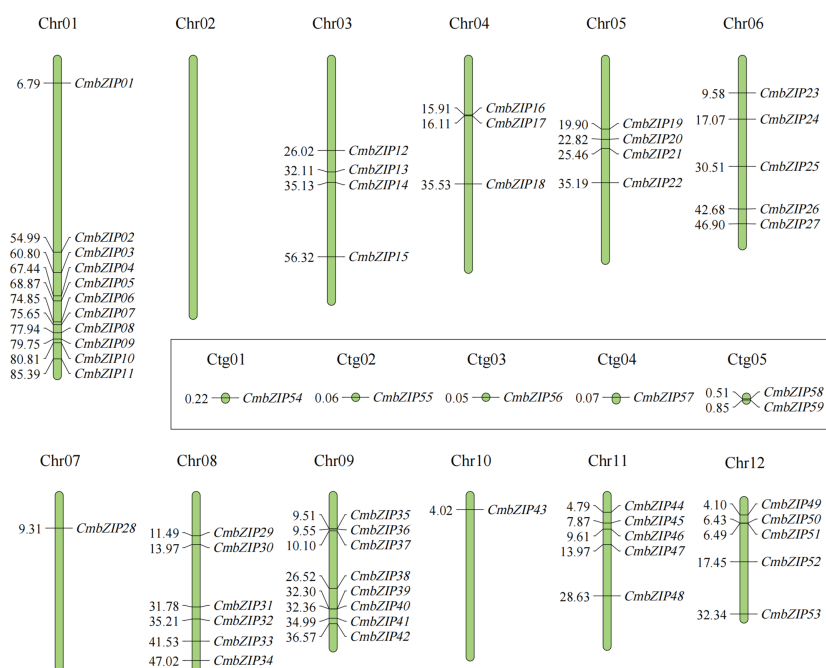 Chr01 Chr02 Chr03 Chr04 Chr05 Chr06
6.79 CmbZIP01
54.99 CmbZIP02
60.80 CmbZIP03
67.44 CmbZIP04
68.87 CmbZIP05
74.85 CmbZIP06
75.65 CmbZIP07
77.94 CmbZIP08
79.75 CmbZIP09
80.81 CmbZIP10
85.39 CmbZIP11
26.02 CmbZIP12
32.11 CmbZIP13
35.13 CmbZIP14
56.32 CmbZIP15
15.91 CmbZIP16
16.11 CmbZIP17
35.53 CmbZIP18
19.90 CmbZIP19
22.82 CmbZIP20
25.46 CmbZIP21
35.19 CmbZIP22
9.58 CmbZIP23
17.07 CmbZIP24
30.51 CmbZIP25
42.68 CmbZIP26
46.90 CmbZIP27
Ctg01 Ctg02 Ctg03 Ctg04 Ctg05
0.22 CmbZIP54
0.06 CmbZIP55
0.05 CmbZIP56
0.07 CmbZIP57
0.51 CmbZIP58
0.85 CmbZIP59
Chr07 Chr08 Chr09 Chr10 Chr11 Chr12
9.31 CmbZIP28
11.49 CmbZIP29
13.97 CmbZIP30
31.78 CmbZIP31
35.21 CmbZIP32
41.53 CmbZIP33
47.02 CmbZIP34
9.51 CmbZIP35
9.55 CmbZIP36
10.10 CmbZIP37
26.52 CmbZIP38
32.30 CmbZIP39
32.36 CmbZIP40
34.99 CmbZIP41
36.57 CmbZIP42
4.02 CmbZIP43
4.79 CmbZIP44
7.87 CmbZIP45
9.61 CmbZIP46
13.97 CmbZIP47
28.63 CmbZIP48
4.10 CmbZIP49
6.43 CmbZIP50
6.49 CmbZIP51
17.45 CmbZIP52
32.34 CmbZIP53